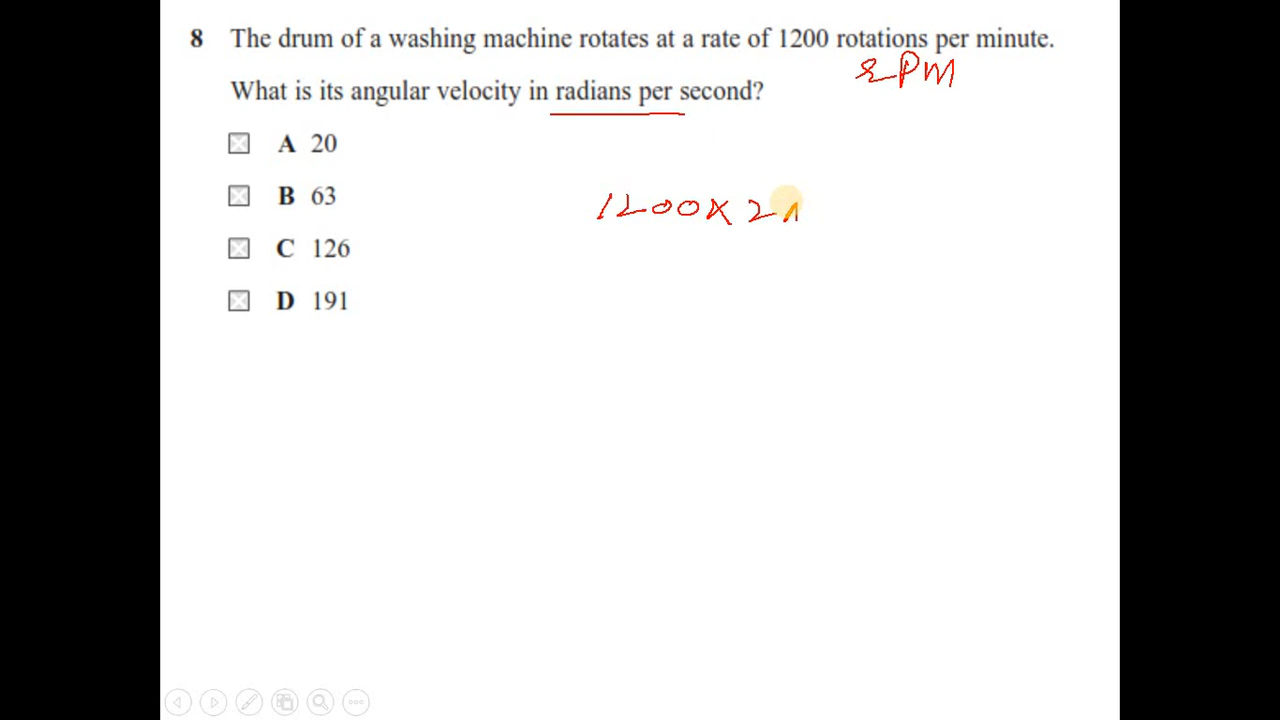 8 The drum of a washing machine rotates at a rate of 1200 rotations per minute.
rPM
What is its angular velocity in radians per second?
A 20
B 63
C 126
D 191
1200 × 2